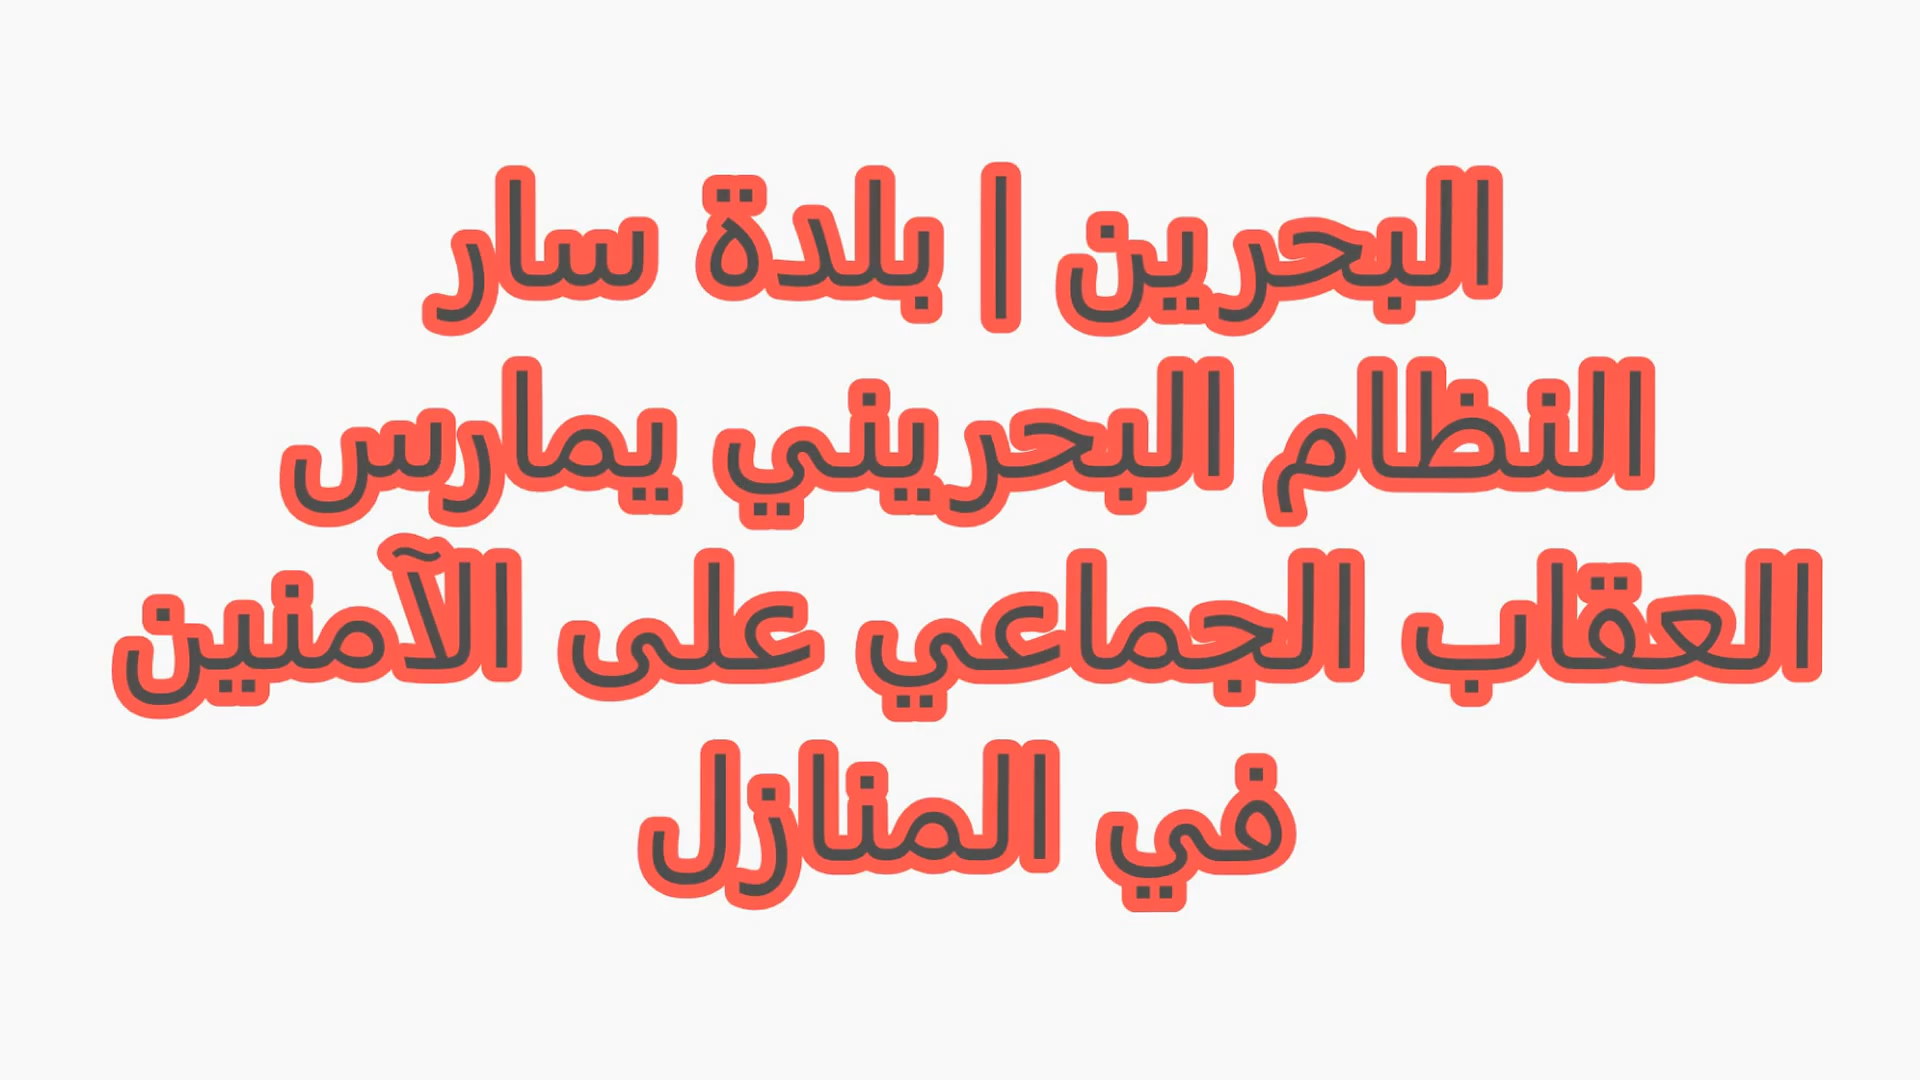 البحرين | بلدة سار
النظام البحريني يمارس
العقاب الجماعي على الآمنين
في المنازل